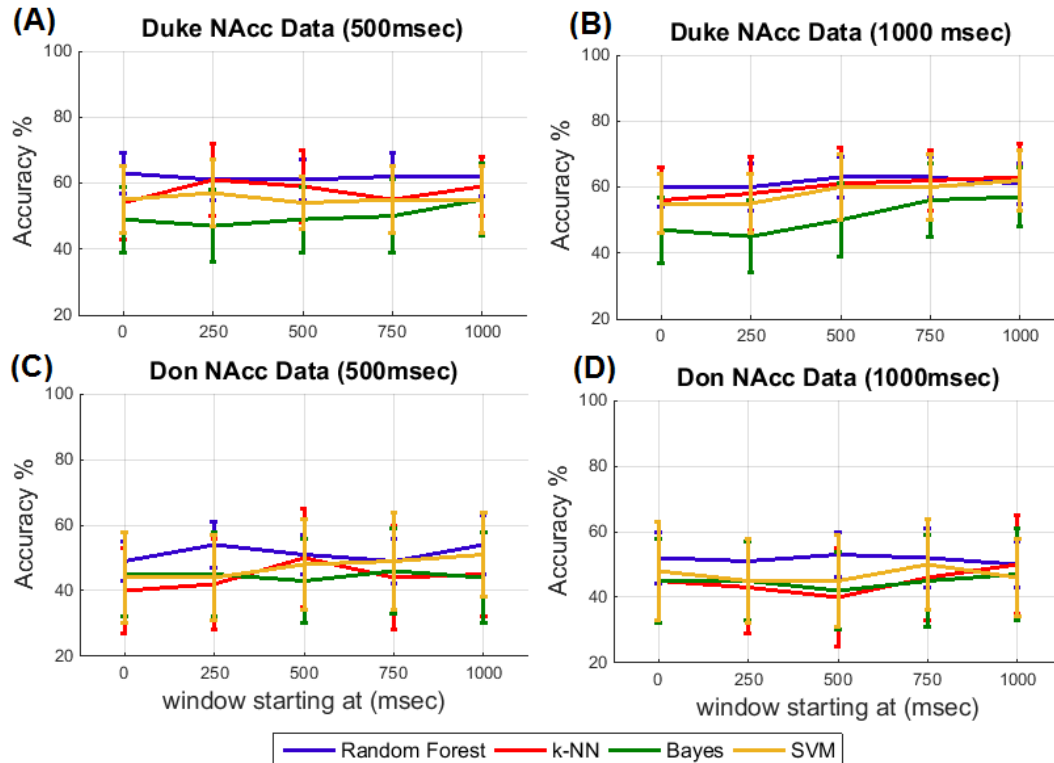 (A)
Duke NAcc Data (500msec)
Accuracy %
100
80
60
40
20
0 250 500 750 1000
(B)
Duke NAcc Data (1000 msec)
Accuracy %
100
80
60
40
20
0 250 500 750 1000
(C)
Don NAcc Data (500msec)
Accuracy %
100
80
60
40
20
0 250 500 750 1000
window starting at (msec)
(D)
Don NAcc Data (1000msec)
Accuracy %
100
80
60
40
20
0 250 500 750 1000
window starting at (msec)
Random Forest k-NN Bayes SVM